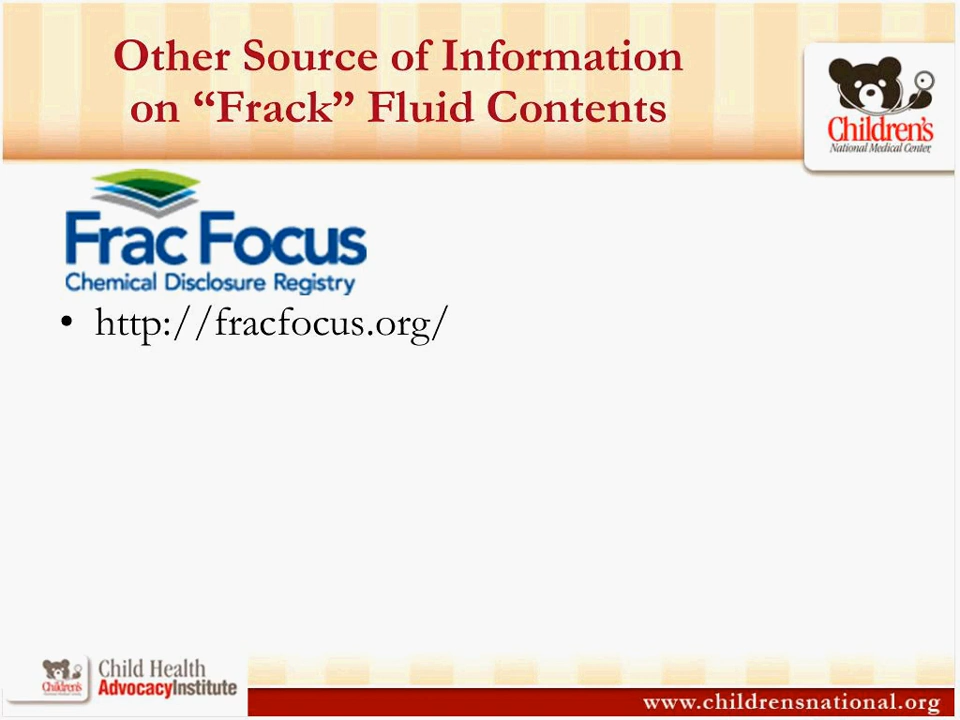 Other Source of Information
on “Frack” Fluid Contents
Children's
National Medical Center
Frac Focus
Chemical Disclosure Registry
• http://fracfocus.org/
Children's
Child Health
AdvocacyInstitute
www.childrensnational.org